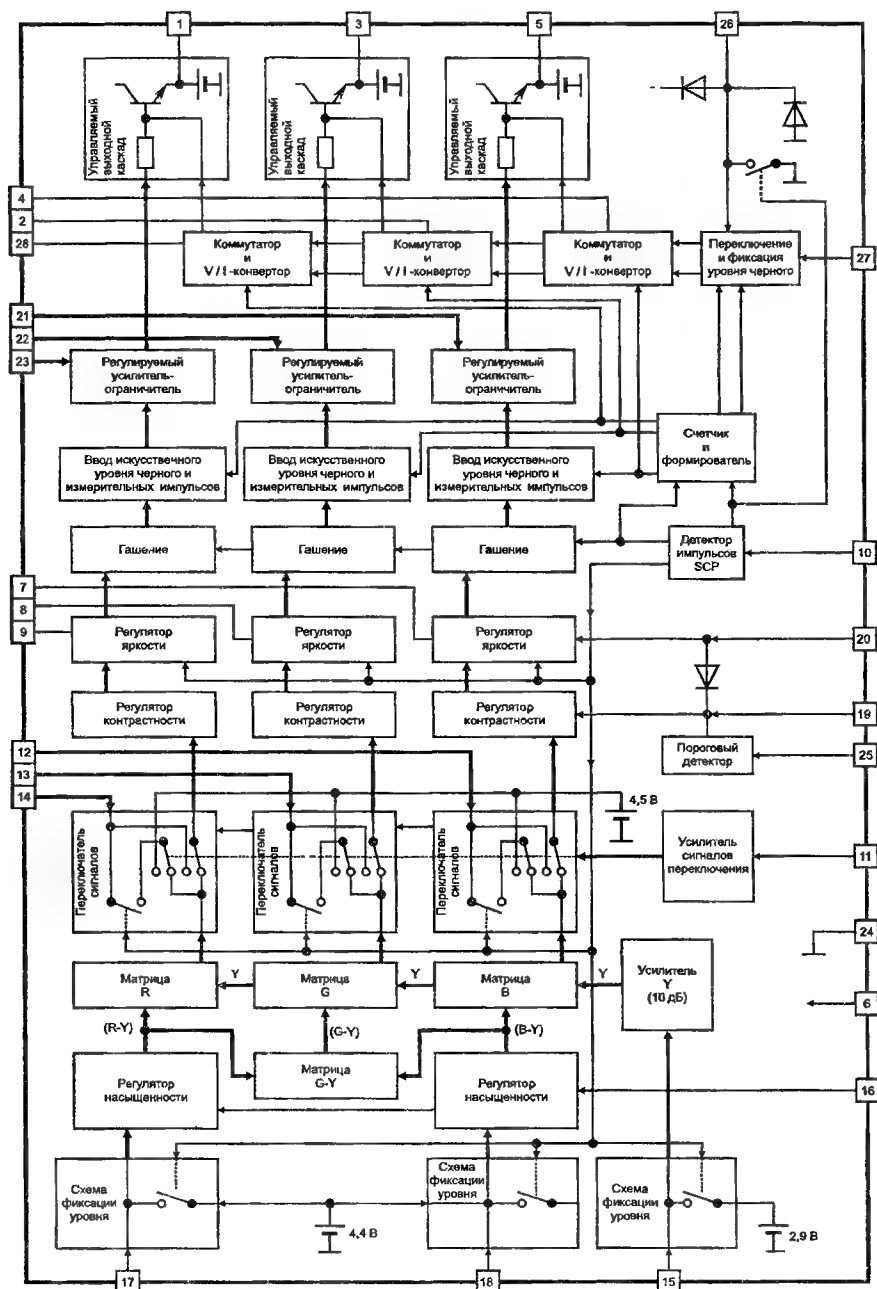 1
3
5
26
Управляемый
выходной
каскад
Управляемый
выходной
каскад
Управляемый
выходной
каскад
4
2
28
Коммутатор
и
V / I -конвертор
Коммутатор
и
V / I -конвертор
Коммутатор
и
V / I -конвертор
Переключение
и фиксация
уровня черного
27
21
22
23
Регулируемый
усилитель-
ограничитель
Регулируемый
усилитель-
ограничитель
Регулируемый
усилитель-
ограничитель
Счетчик
и
формирователь
Ввод искусственного
уровня черного и
измерительных импульсов
Ввод искусственного
уровня черного и
измерительных импульсов
Ввод искусственного
уровня черного и
измерительных импульсов
Гашение
Гашение
Гашение
Детектор
импульсов
SCP
10
7
8
9
Регулятор
яркости
Регулятор
яркости
Регулятор
яркости
20
Регулятор
контрастности
Регулятор
контрастности
Регулятор
контрастности
19
Пороговый
детектор
25
12
13
14
4,5 В
Переключатель
сигналов
Переключатель
сигналов
Переключатель
сигналов
Усилитель
сигналов
переключения
11
24
Матрица
R
Y
Матрица
G
Y
Матрица
B
Y
Усилитель
Y
(10 дБ)
6
(R-Y)
(G-Y)
(B-Y)
Матрица
G-Y
Регулятор
насыщенности
Регулятор
насыщенности
16
Схема
фиксации
уровня
4,4 В
Схема
фиксации
уровня
Схема
фиксации
уровня
2,9 В
17
18
15